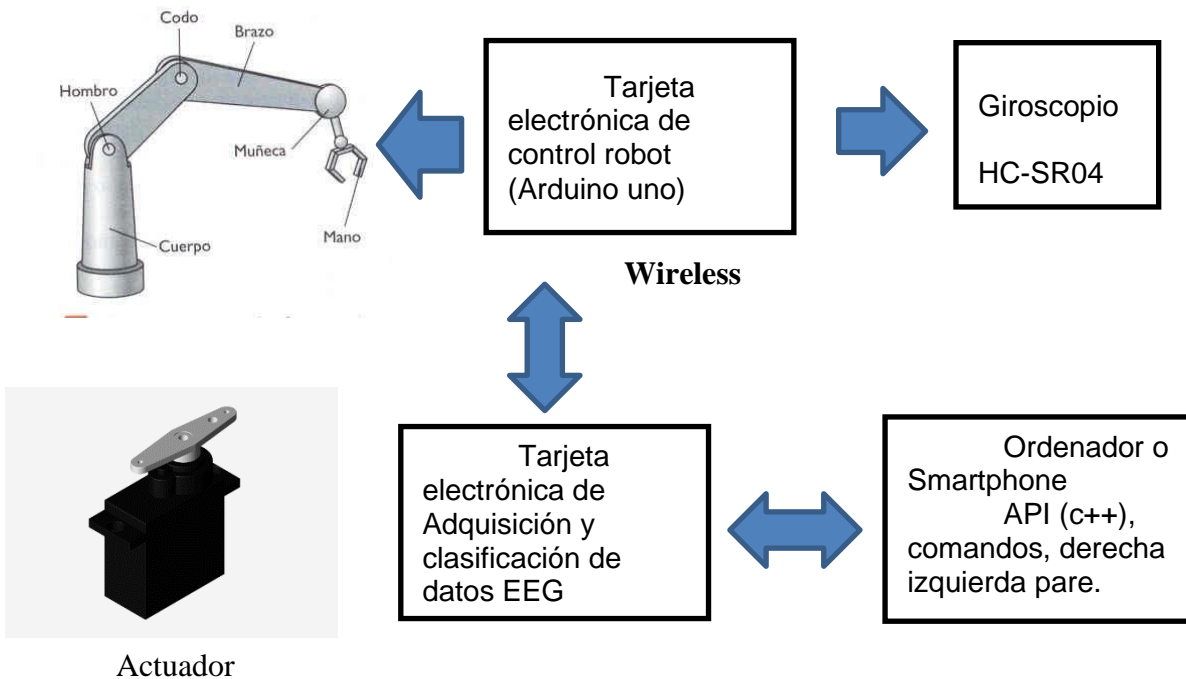 Codo
Brazo
Hombro
Muñeca
Mano
Cuerpo
Tarjeta
electrónica de
control robot
(Arduino uno)
Giroscopio
HC-SR04
Wireless
Tarjeta
electrónica de
Adquisición y
clasificación de
datos EEG
Ordenador o
Smartphone
API (c++),
comandos, derecha
izquierda pare.
Actuador